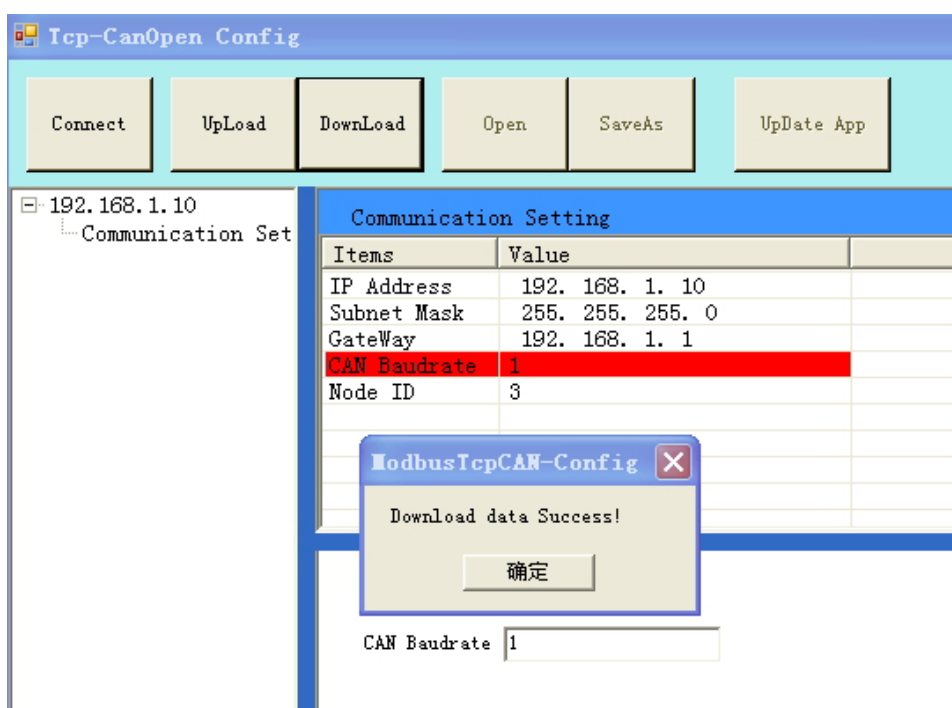 Tcp-CanOpen Config
Connect UpLoad DownLoad Open SaveAs UpDate App
192.168.1.10
Communication Set
Communication Setting
Items Value
IP Address 192. 168. 1. 10
Subnet Mask 255. 255. 255. 0
GateWay 192. 168. 1. 1
CAN Baudrate 1
Node ID 3
ModbusTcpCAN-Config
Download data Success!
确定
CAN Baudrate 1